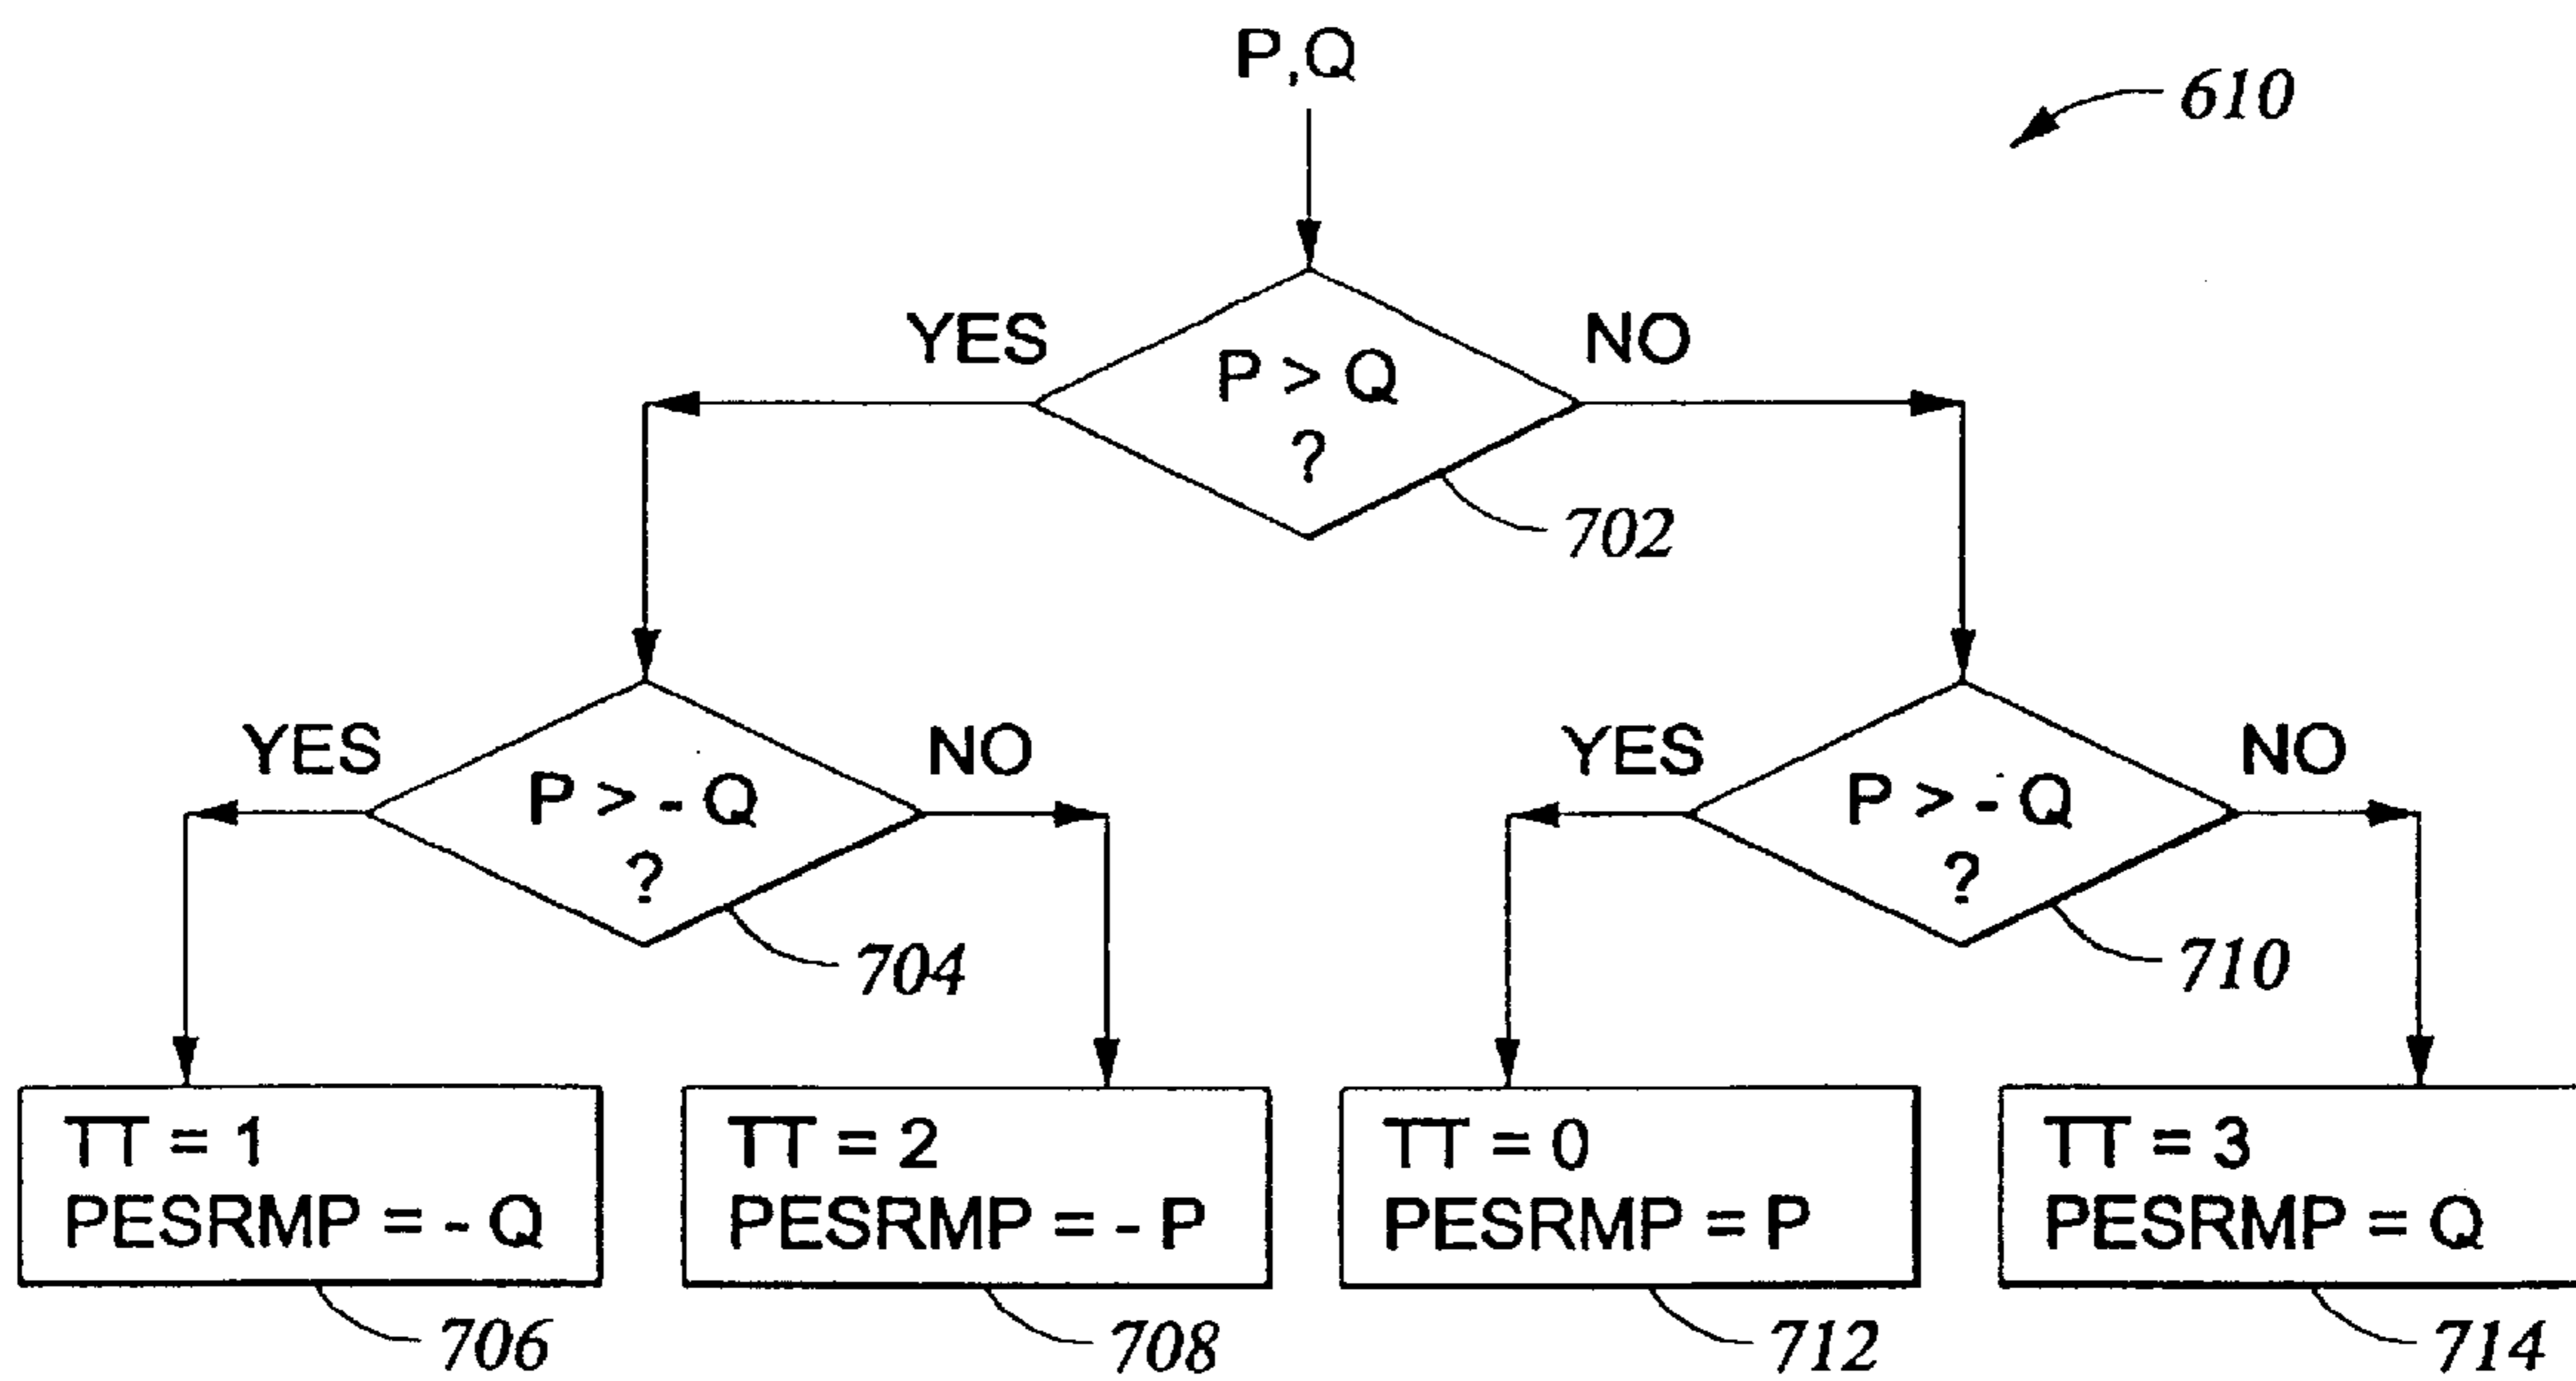 P,Q
610
YES
P > Q
?
NO
702
YES
P > - Q
?
NO
704
YES
P > - Q
?
NO
710
TT = 1
PESRMP = - Q
706
TT = 2
PESRMP = - P
708
TT = 0
PESRMP = P
712
TT = 3
PESRMP = Q
714